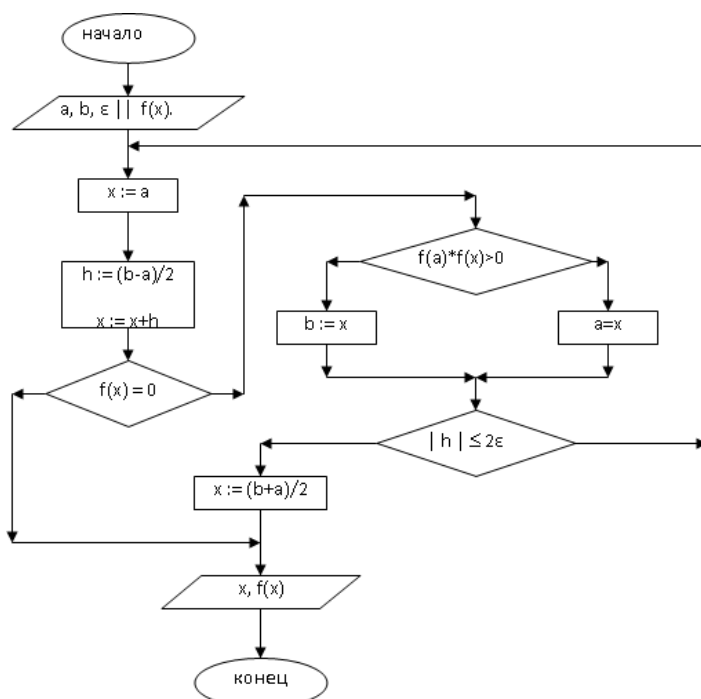 начало
a, b, ε || f(x).
x := a
h := (b-a)/2
x := x+h
f(x) = 0
f(a)*f(x)>0
b := x
a=x
| h | ≤ 2ε
x := (b+a)/2
x, f(x)
конец